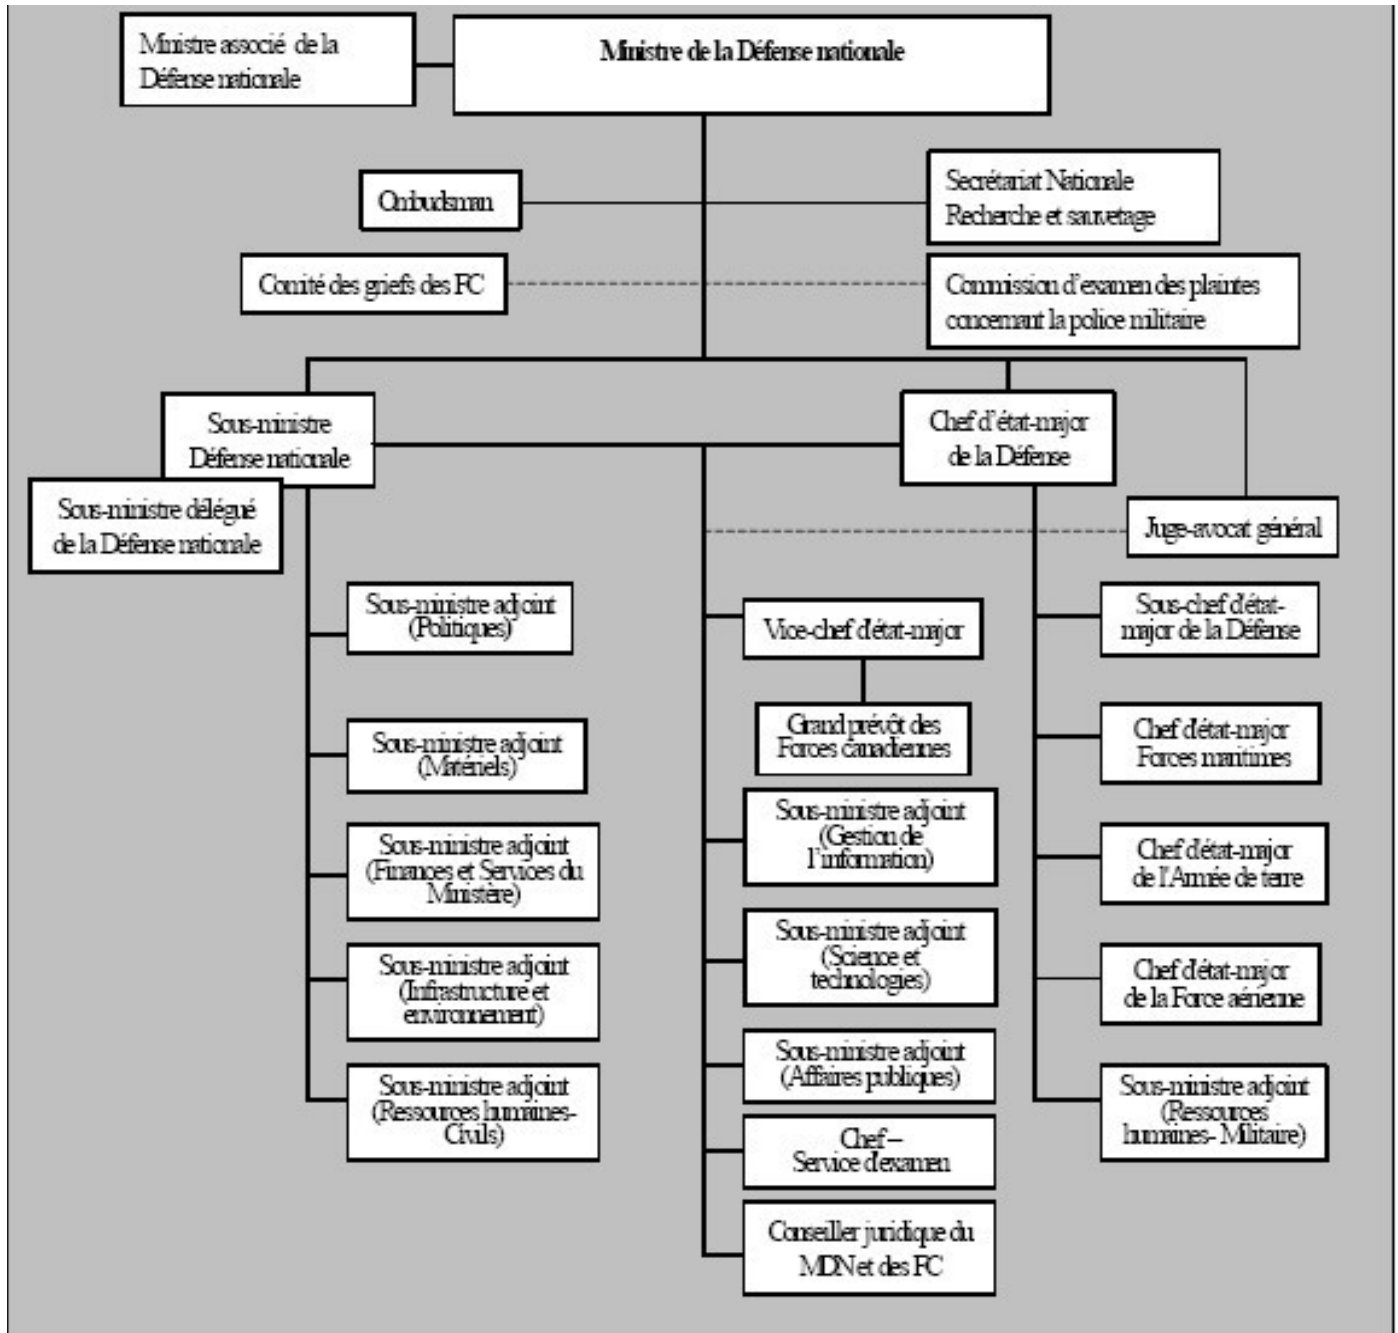 Ministre associé de la
Défense nationale
Ministre de la Défense nationale
Ombudsman
Secrétariat Nationale
Recherche et sauvetage
Comité des griefs des FC
Commission d'examen des plaintes
concernant la police militaire
Sous-ministre
Défense nationale
Chef d'état-major
de la Défense
Sous-ministre délégué
de la Défense nationale
Juge-avocat général
Sous-ministre adjoint
(Politiques)
Sous-ministre adjoint
(Matériels)
Sous-ministre adjoint
(Finances et Services du
Ministère)
Sous-ministre adjoint
(Infrastructure et
environnement)
Sous-ministre adjoint
(Ressources humaines-
Civils)
Vice-chef d'état-major
Grand prévôt des
Forces canadiennes
Sous-ministre adjoint
(Gestion de
l'information)
Sous-ministre adjoint
(Science et
technologies)
Sous-ministre adjoint
(Affaires publiques)
Chef –
Service d'examen
Conseiller juridique du
MDN et des FC
Sous-chef d'état-
major de la Défense
Chef d'état-major
Forces maritimes
Chef d'état-major
de l'Armée de terre
Chef d'état-major
de la Force aérienne
Sous-ministre adjoint
(Ressources
humaines- Militaire)